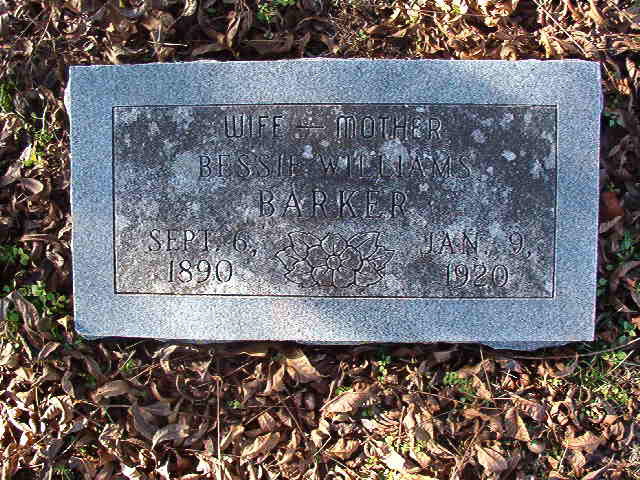 WIFE — MOTHER
BESSIE WILLIAMS
BARKER
SEPT. 6, JAN. 9,
1890 1920